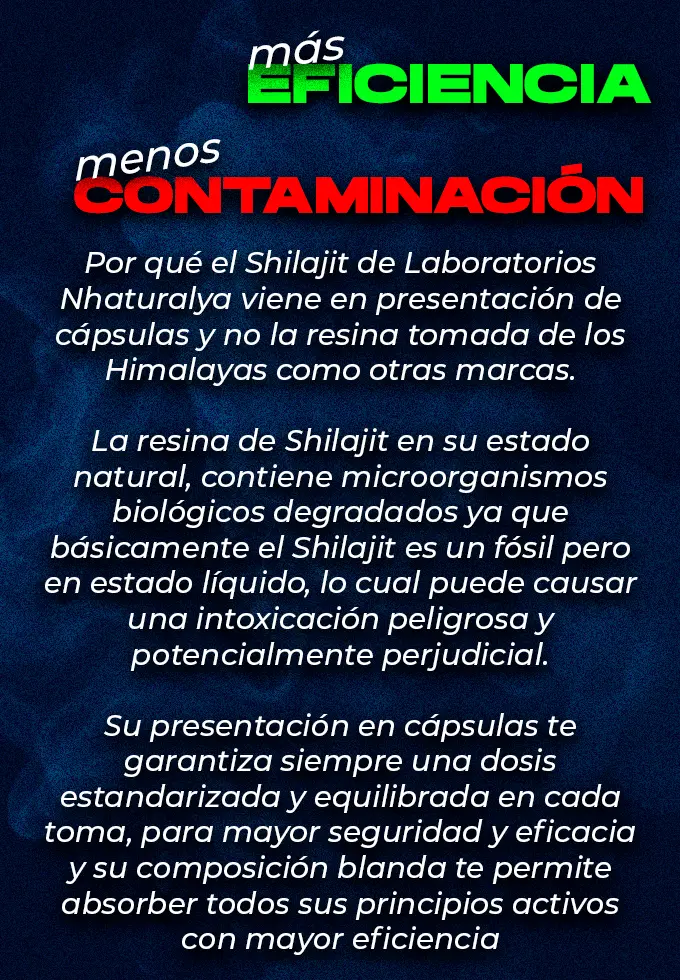 más
EFICIENCIA
menos
CONTAMINACIÓN
Por qué el Shilajit de Laboratorios
Nhaturalya viene en presentación de
cápsulas y no la resina tomada de los
Himalayas como otras marcas.
La resina de Shilajit en su estado
natural, contiene microorganismos
biológicos degradados ya que
básicamente el Shilajit es un fósil pero
en estado líquido, lo cual puede causar
una intoxicación peligrosa y
potencialmente perjudicial.
Su presentación en cápsulas te
garantiza siempre una dosis
estandarizada y equilibrada en cada
toma, para mayor seguridad y eficacia
y su composición blanda te permite
absorber todos sus principios activos
con mayor eficiencia